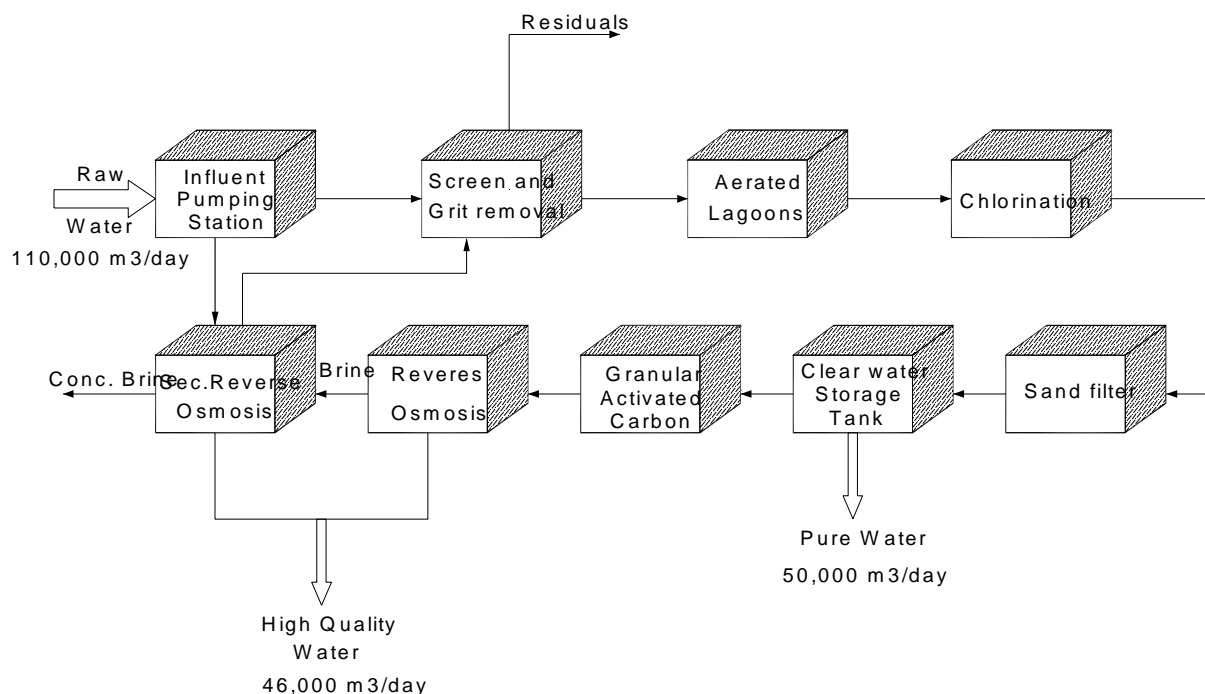 Residuals
Raw
Water
110,000 m3/day
Influent
Pumping
Station
Screen and
Grit removal
Aerated
Lagoons
Chlorination
Conc. Brine
Sec.Reverse
Osmosis
Brine
Reveres
Osmosis
Granular
Activated
Carbon
Clear water
Storage
Tank
Sand filter
Pure Water
50,000 m3/day
High Quality
Water
46,000 m3/day